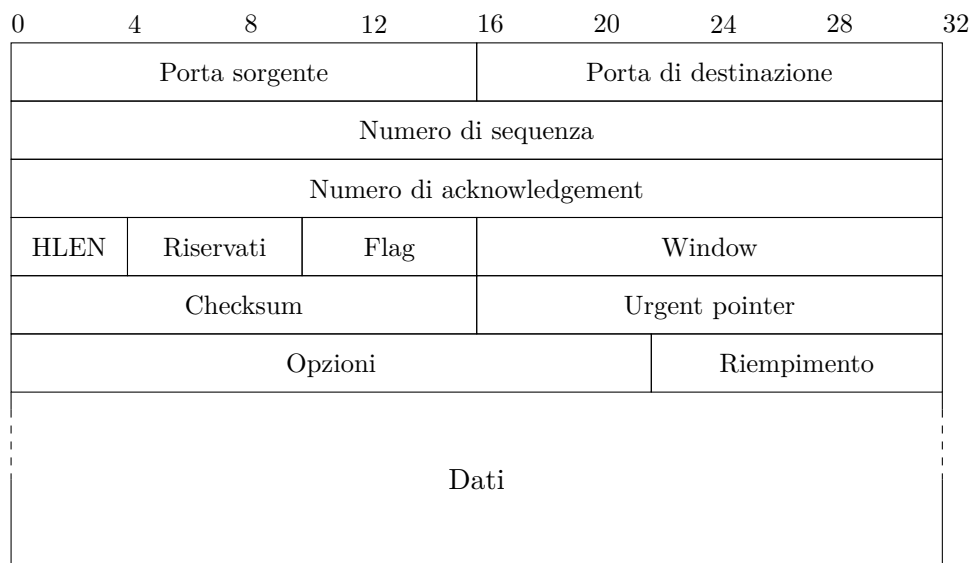 0 4 8 12 16 20 24 28 32
Porta sorgente Porta di destinazione
Numero di sequenza
Numero di acknowledgement
HLEN Riservati Flag Window
Checksum Urgent pointer
Opzioni Riempimento
Dati